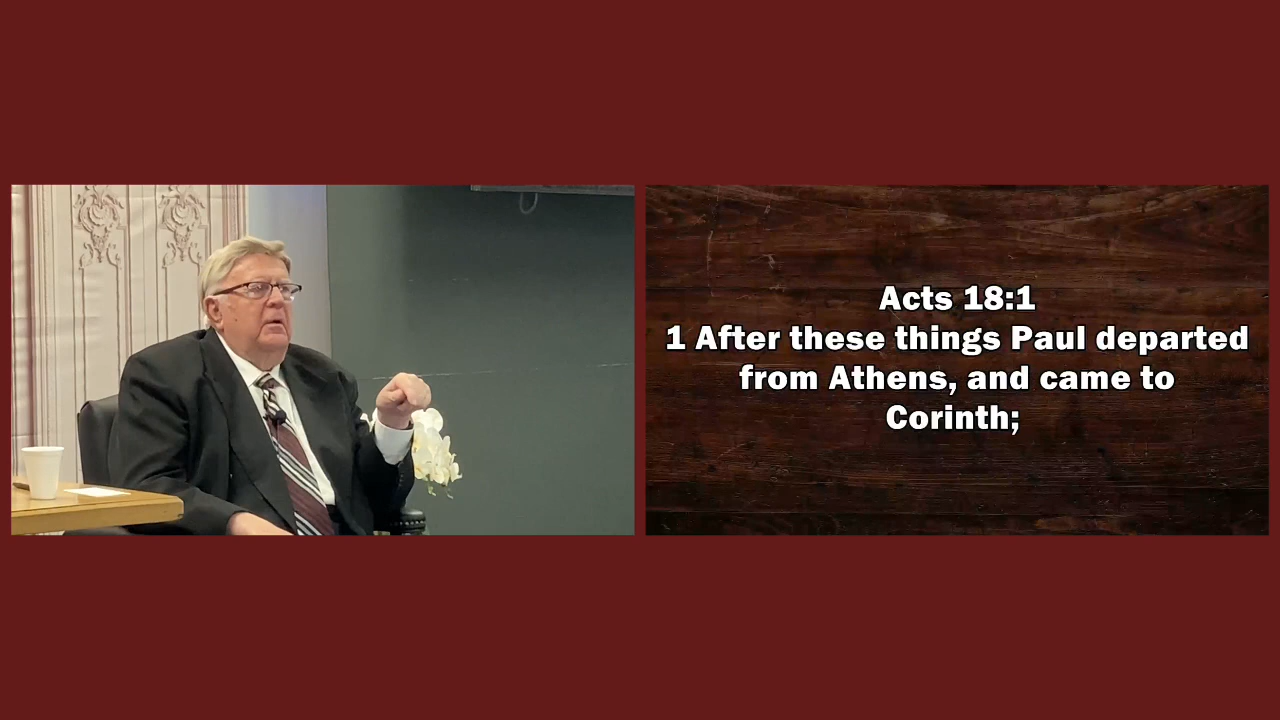 Acts 18:1
1 After these things Paul departed
from Athens, and came to
Corinth;